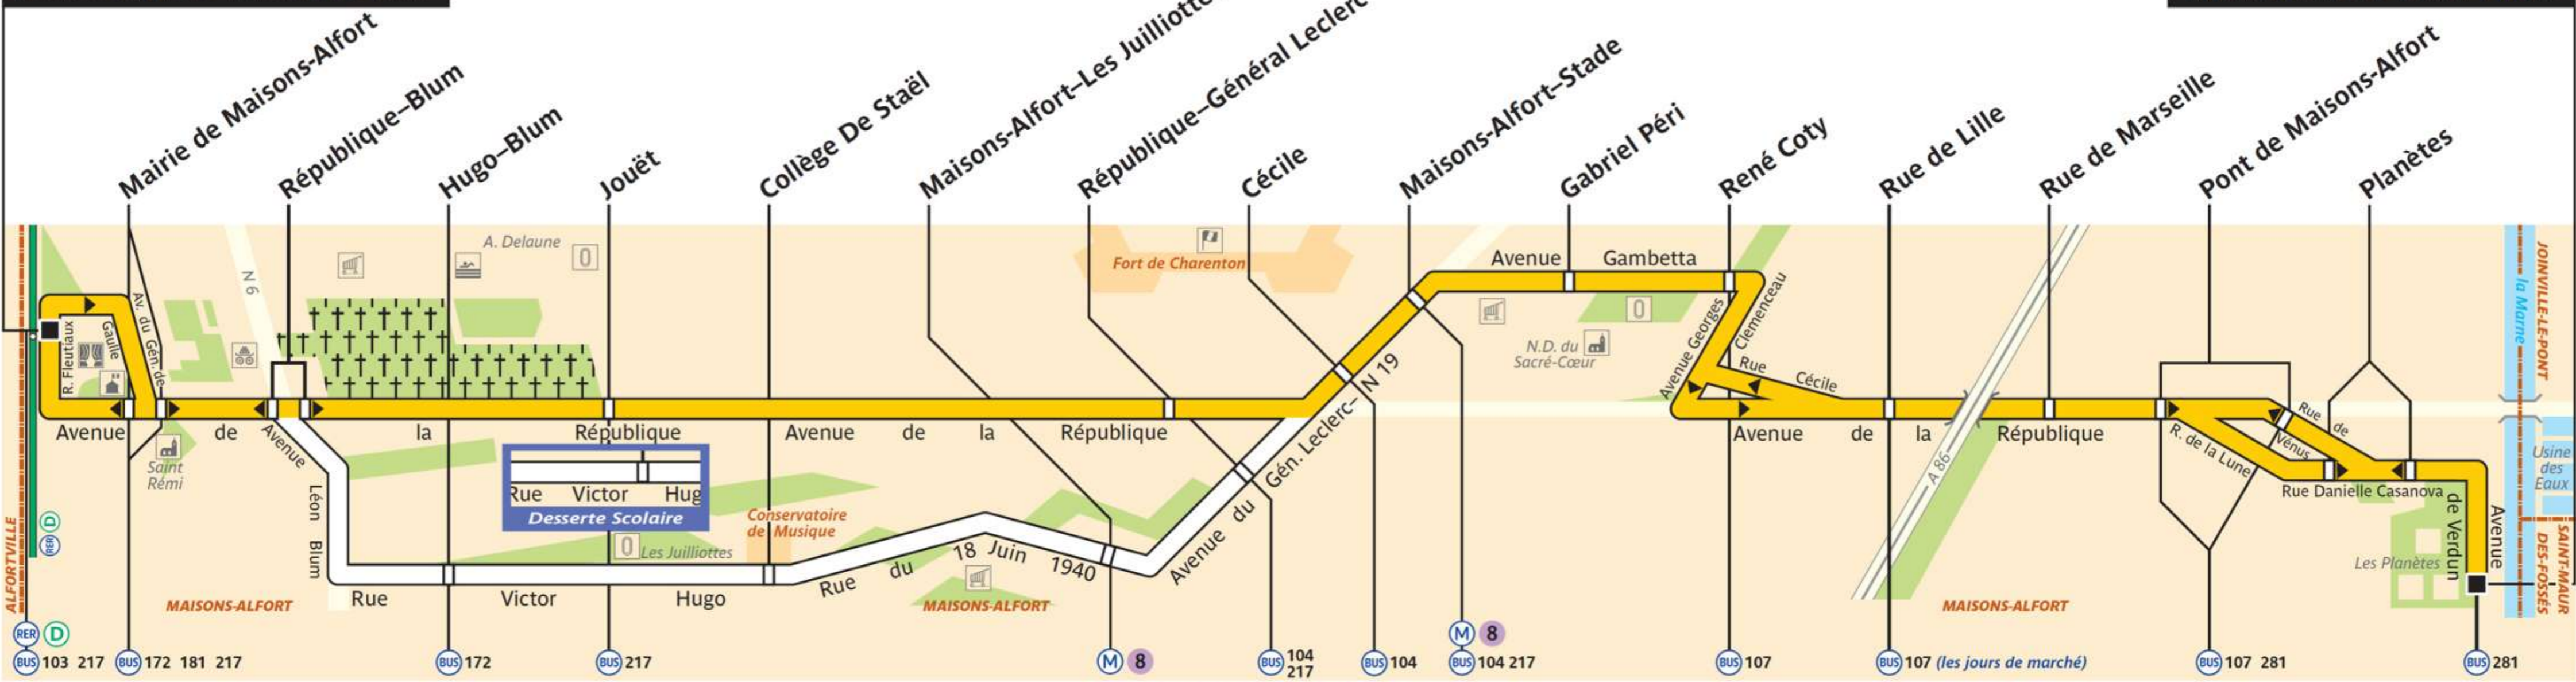 Mairie de Maisons-Alfort
République–Blum
Hugo–Blum
Jouët
Collège De Staël
Maisons-Alfort–Les Juilliotte
République–Général Leclerc
Cécile
Maisons-Alfort–Stade
Gabriel Péri
René Coty
Rue de Lille
Rue de Marseille
Pont de Maisons-Alfort
Planètes
ALFORTVILLE
RER D
R. Fleutiaux
Av. du Gén. de
Gaulle
N 6
A. Delaune
Fort de Charenton
Avenue Gambetta
N.D. du
Sacré-Cœur
Avenue Georges
Clemenceau
Rue Cécile
JOINVILLE-LE-PONT
la Marne
Avenue de la République
Avenue de la République
Avenue de la République
Saint
Rémi
Avenue
Léon Blum
Rue Victor Hug
Desserte Scolaire
Conservatoire
de Musique
Les Juilliottes
Rue Victor Hugo
Rue du 18 Juin 1940
Avenue du Gén. Leclerc– N 19
A 86
R. de la Lune
Rue de
Vénus
Rue Danielle Casanova
Avenue
de Verdun
Les Planètes
Usine
des
Eaux
SAINT-MAUR
DES-FOSSÉS
MAISONS-ALFORT
MAISONS-ALFORT
MAISONS-ALFORT
RER D
BUS 103 217
BUS 172 181 217
BUS 172
BUS 217
M 8
BUS 104
217
BUS 104
M 8
BUS 104 217
BUS 107
BUS 107 (les jours de marché)
BUS 107 281
BUS 281